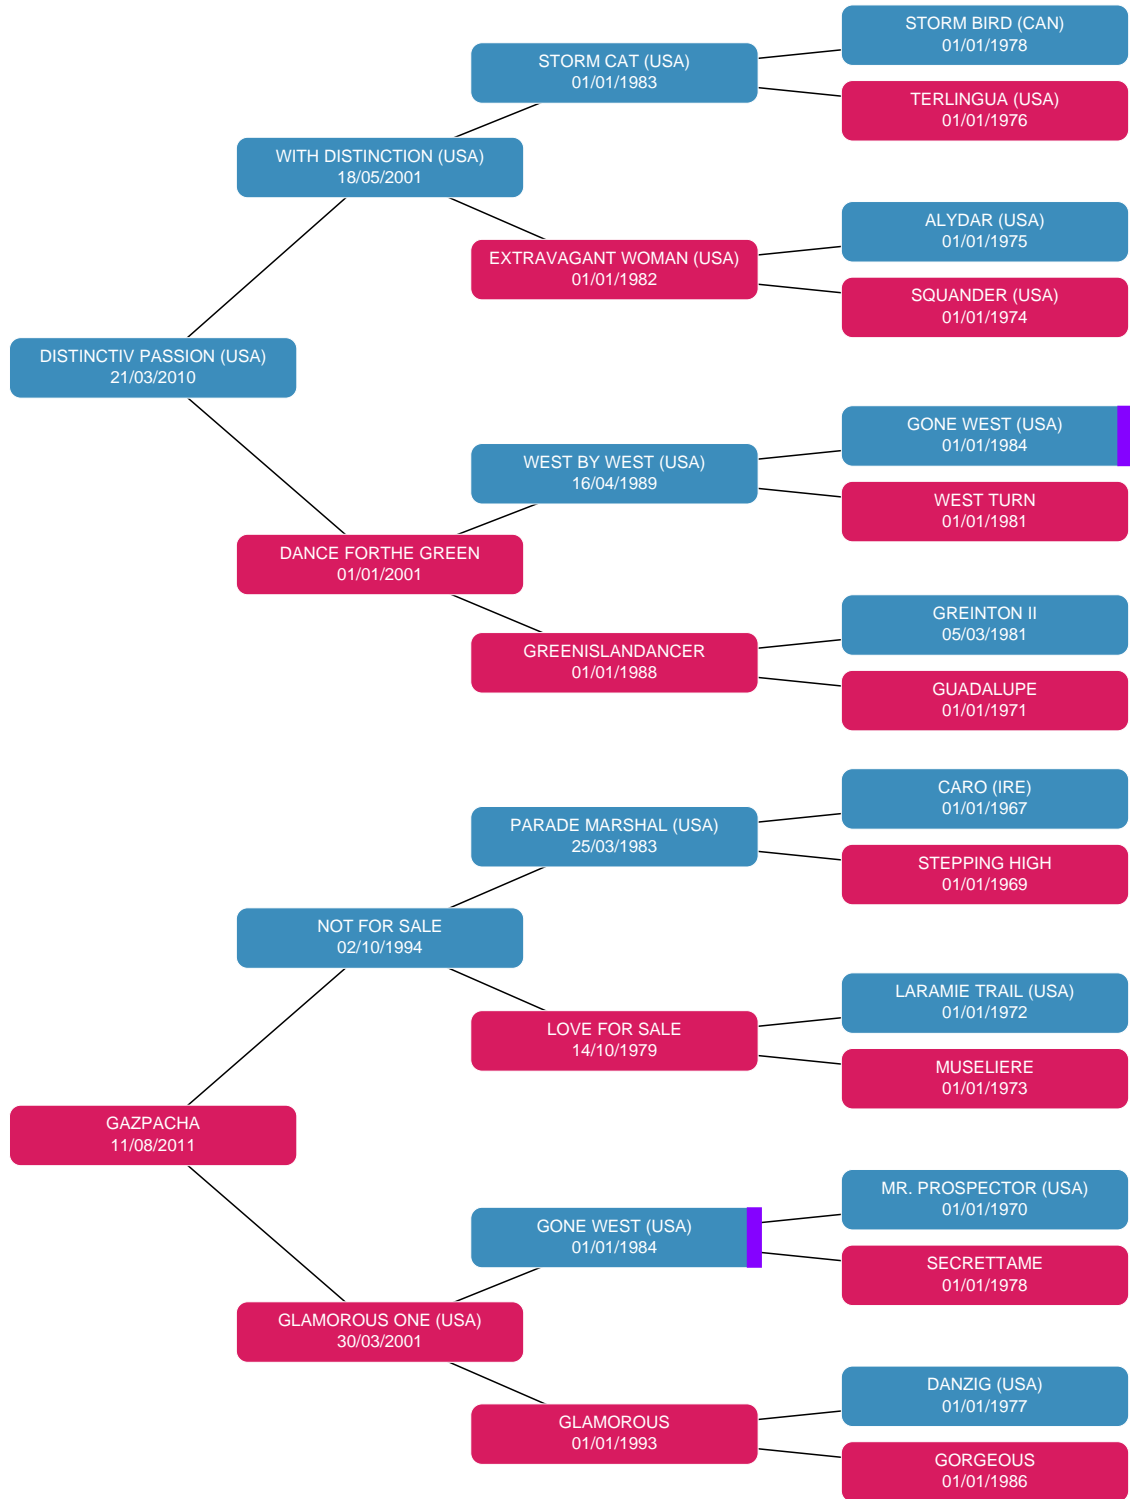 STORM BIRD (CAN)
01/01/1978
STORM CAT (USA)
01/01/1983
TERLINGUA (USA)
01/01/1976
WITH DISTINCTION (USA)
18/05/2001
ALYDAR (USA)
01/01/1975
EXTRAVAGANT WOMAN (USA)
01/01/1982
SQUANDER (USA)
01/01/1974
DISTINCTIV PASSION (USA)
21/03/2010
GONE WEST (USA)
01/01/1984
WEST BY WEST (USA)
16/04/1989
WEST TURN
01/01/1981
DANCE FORTHE GREEN
01/01/2001
GREINTON II
05/03/1981
GREENISLANDANCER
01/01/1988
GUADALUPE
01/01/1971
CARO (IRE)
01/01/1967
PARADE MARSHAL (USA)
25/03/1983
STEPPING HIGH
01/01/1969
NOT FOR SALE
02/10/1994
LARAMIE TRAIL (USA)
01/01/1972
LOVE FOR SALE
14/10/1979
MUSELIERE
01/01/1973
GAZPACHA
11/08/2011
MR. PROSPECTOR (USA)
01/01/1970
GONE WEST (USA)
01/01/1984
SECRETTAME
01/01/1978
GLAMOROUS ONE (USA)
30/03/2001
DANZIG (USA)
01/01/1977
GLAMOROUS
01/01/1993
GORGEOUS
01/01/1986